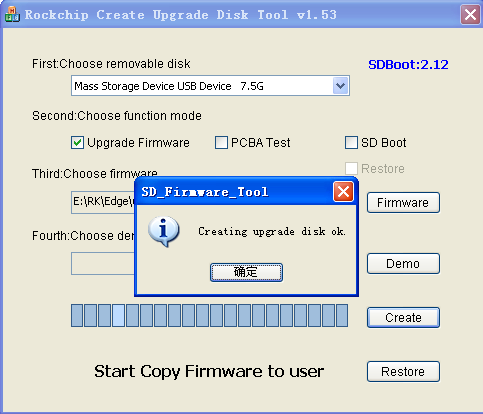 Rockchip Create Upgrade Disk Tool v1.53
First:Choose removable disk
SDBoot:2.12
Mass Storage Device USB Device 7.5G
Second:Choose function mode
Upgrade Firmware
PCBA Test
SD Boot
Restore
Third:Choose firmware
E:\RK\Edge\
Firmware
SD_Firmware_Tool
Creating upgrade disk ok.
确定
Fourth:Choose de
Demo
Create
Start Copy Firmware to user
Restore